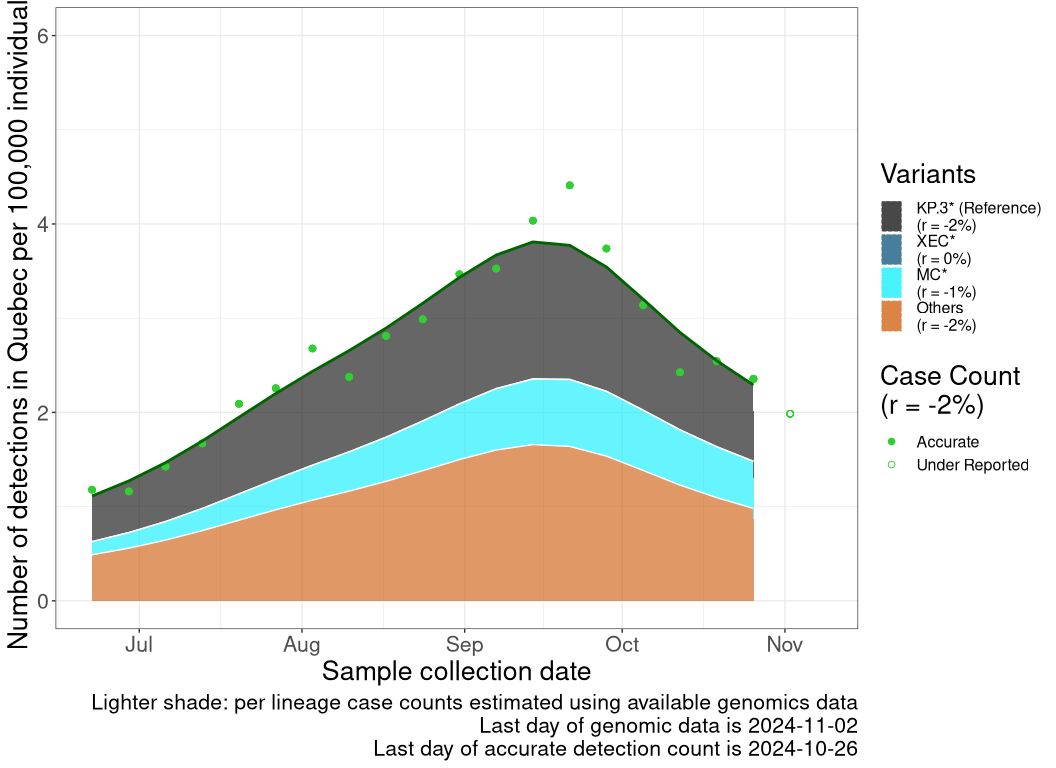 Number of detections in Quebec per 100,000 individual
6
4
2
0
Jul
Aug
Sep
Oct
Nov
Sample collection date
Lighter shade: per lineage case counts estimated using available genomics data
Last day of genomic data is 2024-11-02
Last day of accurate detection count is 2024-10-26
Variants
KP.3* (Reference)
(r = -2%)
XEC*
(r = 0%)
MC*
(r = -1%)
Others
(r = -2%)
Case Count
(r = -2%)
Accurate
Under Reported